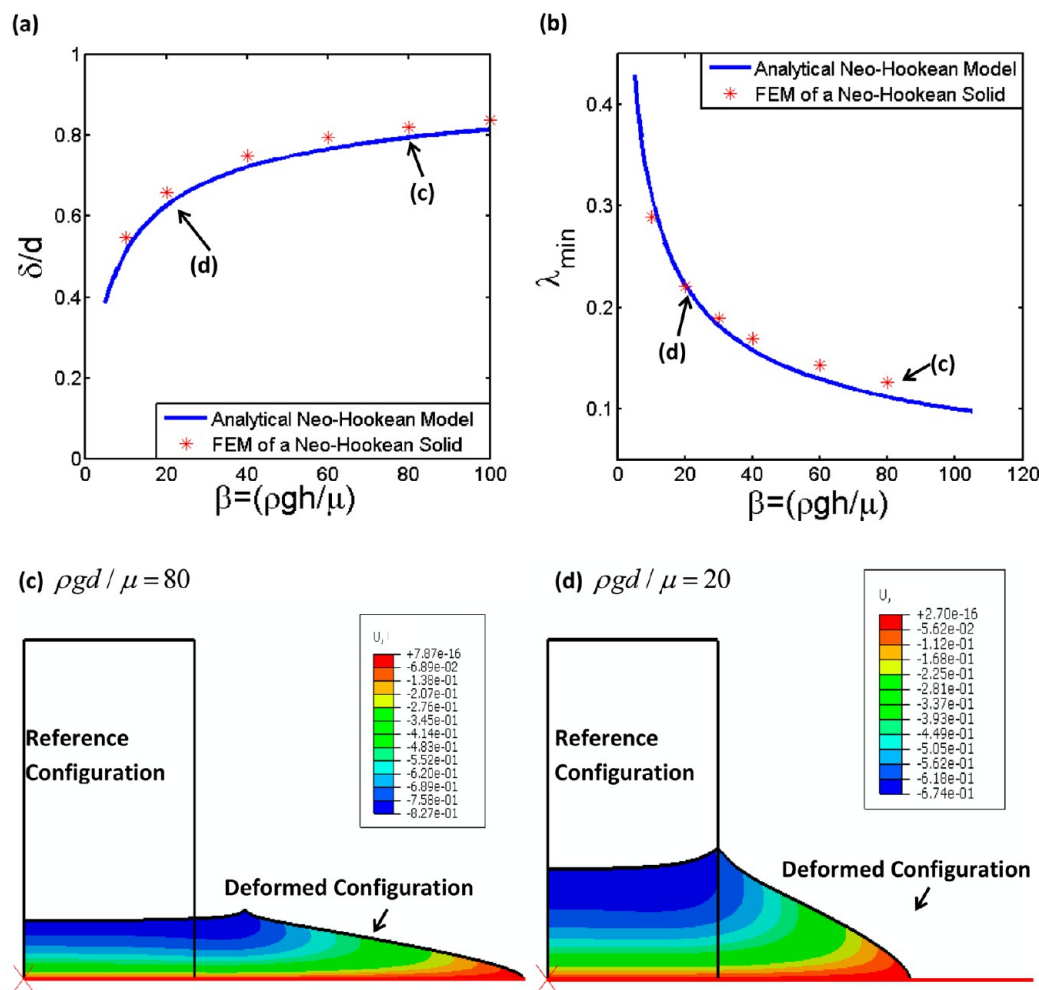 (a)
1
0.8
0.6
0.4
0.2
0
δ/d
(c)
(d)
Analytical Neo-Hookean Model
FEM of a Neo-Hookean Solid
0 20 40 60 80 100
β=(ρgh/μ)
(b)
Analytical Neo-Hookean Model
FEM of a Neo-Hookean Solid
0.4
0.3
0.2
0.1
λmin
(d)
(c)
0 20 40 60 80 100 120
β=(ρgh/μ)
(c) ρgd / μ = 80
Reference
Configuration
+7.87e-16
-6.89e-02
-1.38e-01
-2.07e-01
-2.76e-01
-3.45e-01
-4.14e-01
-4.83e-01
-5.52e-01
-6.20e-01
-6.89e-01
-7.58e-01
-8.27e-01
Deformed Configuration
(d) ρgd / μ = 20
Reference
Configuration
U,
+2.70e-16
-5.62e-02
-1.12e-01
-1.68e-01
-2.25e-01
-2.81e-01
-3.37e-01
-3.93e-01
-4.49e-01
-5.05e-01
-5.62e-01
-6.18e-01
-6.74e-01
Deformed Configuration